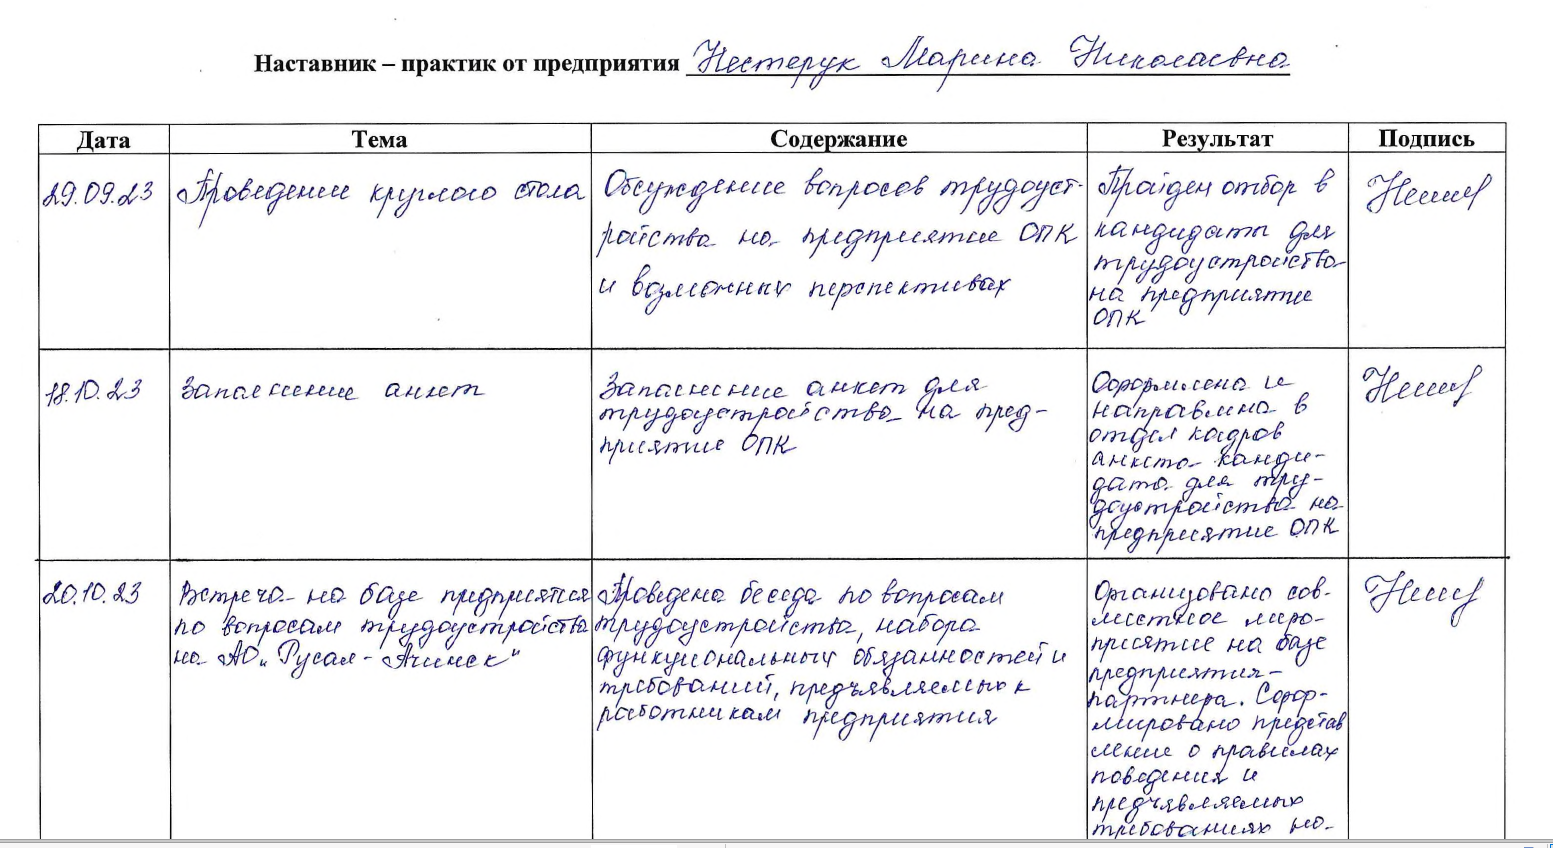 Наставник – практик от предприятия Нестерук Марина Николаевна
Дата Тема Содержание Результат Подпись
29.09.23
Проведение круглого стола
Обсуждение вопросов трудоуст-
ройства на предприятие ОПК
и возможных перспективах
Пройден отбор в
кандидаты для
трудоустройства
на предприятие
ОПК
18.10.23
Заполнение анкет
Заполнение анкет для
трудоустройства на пред-
приятие ОПК
Оформлена и
направлена в
отдел кадров
анкета канди-
дата для тру-
доустройства на
предприятие ОПК
20.10.23
Встреча на базе предприятия
по вопросам трудоустройства
на АО „Русал-Ачинск"
Проведена беседа по вопросам
трудоустройства, набора
функциональных обязанностей и
требований, предъявляемых к
работникам предприятия
Организовано сов-
местное меро-
приятие на базе
предприятия-
партнера. Сфор-
мировано представ
ление о правилах
поведения и
предъявляемых
требованиях на-